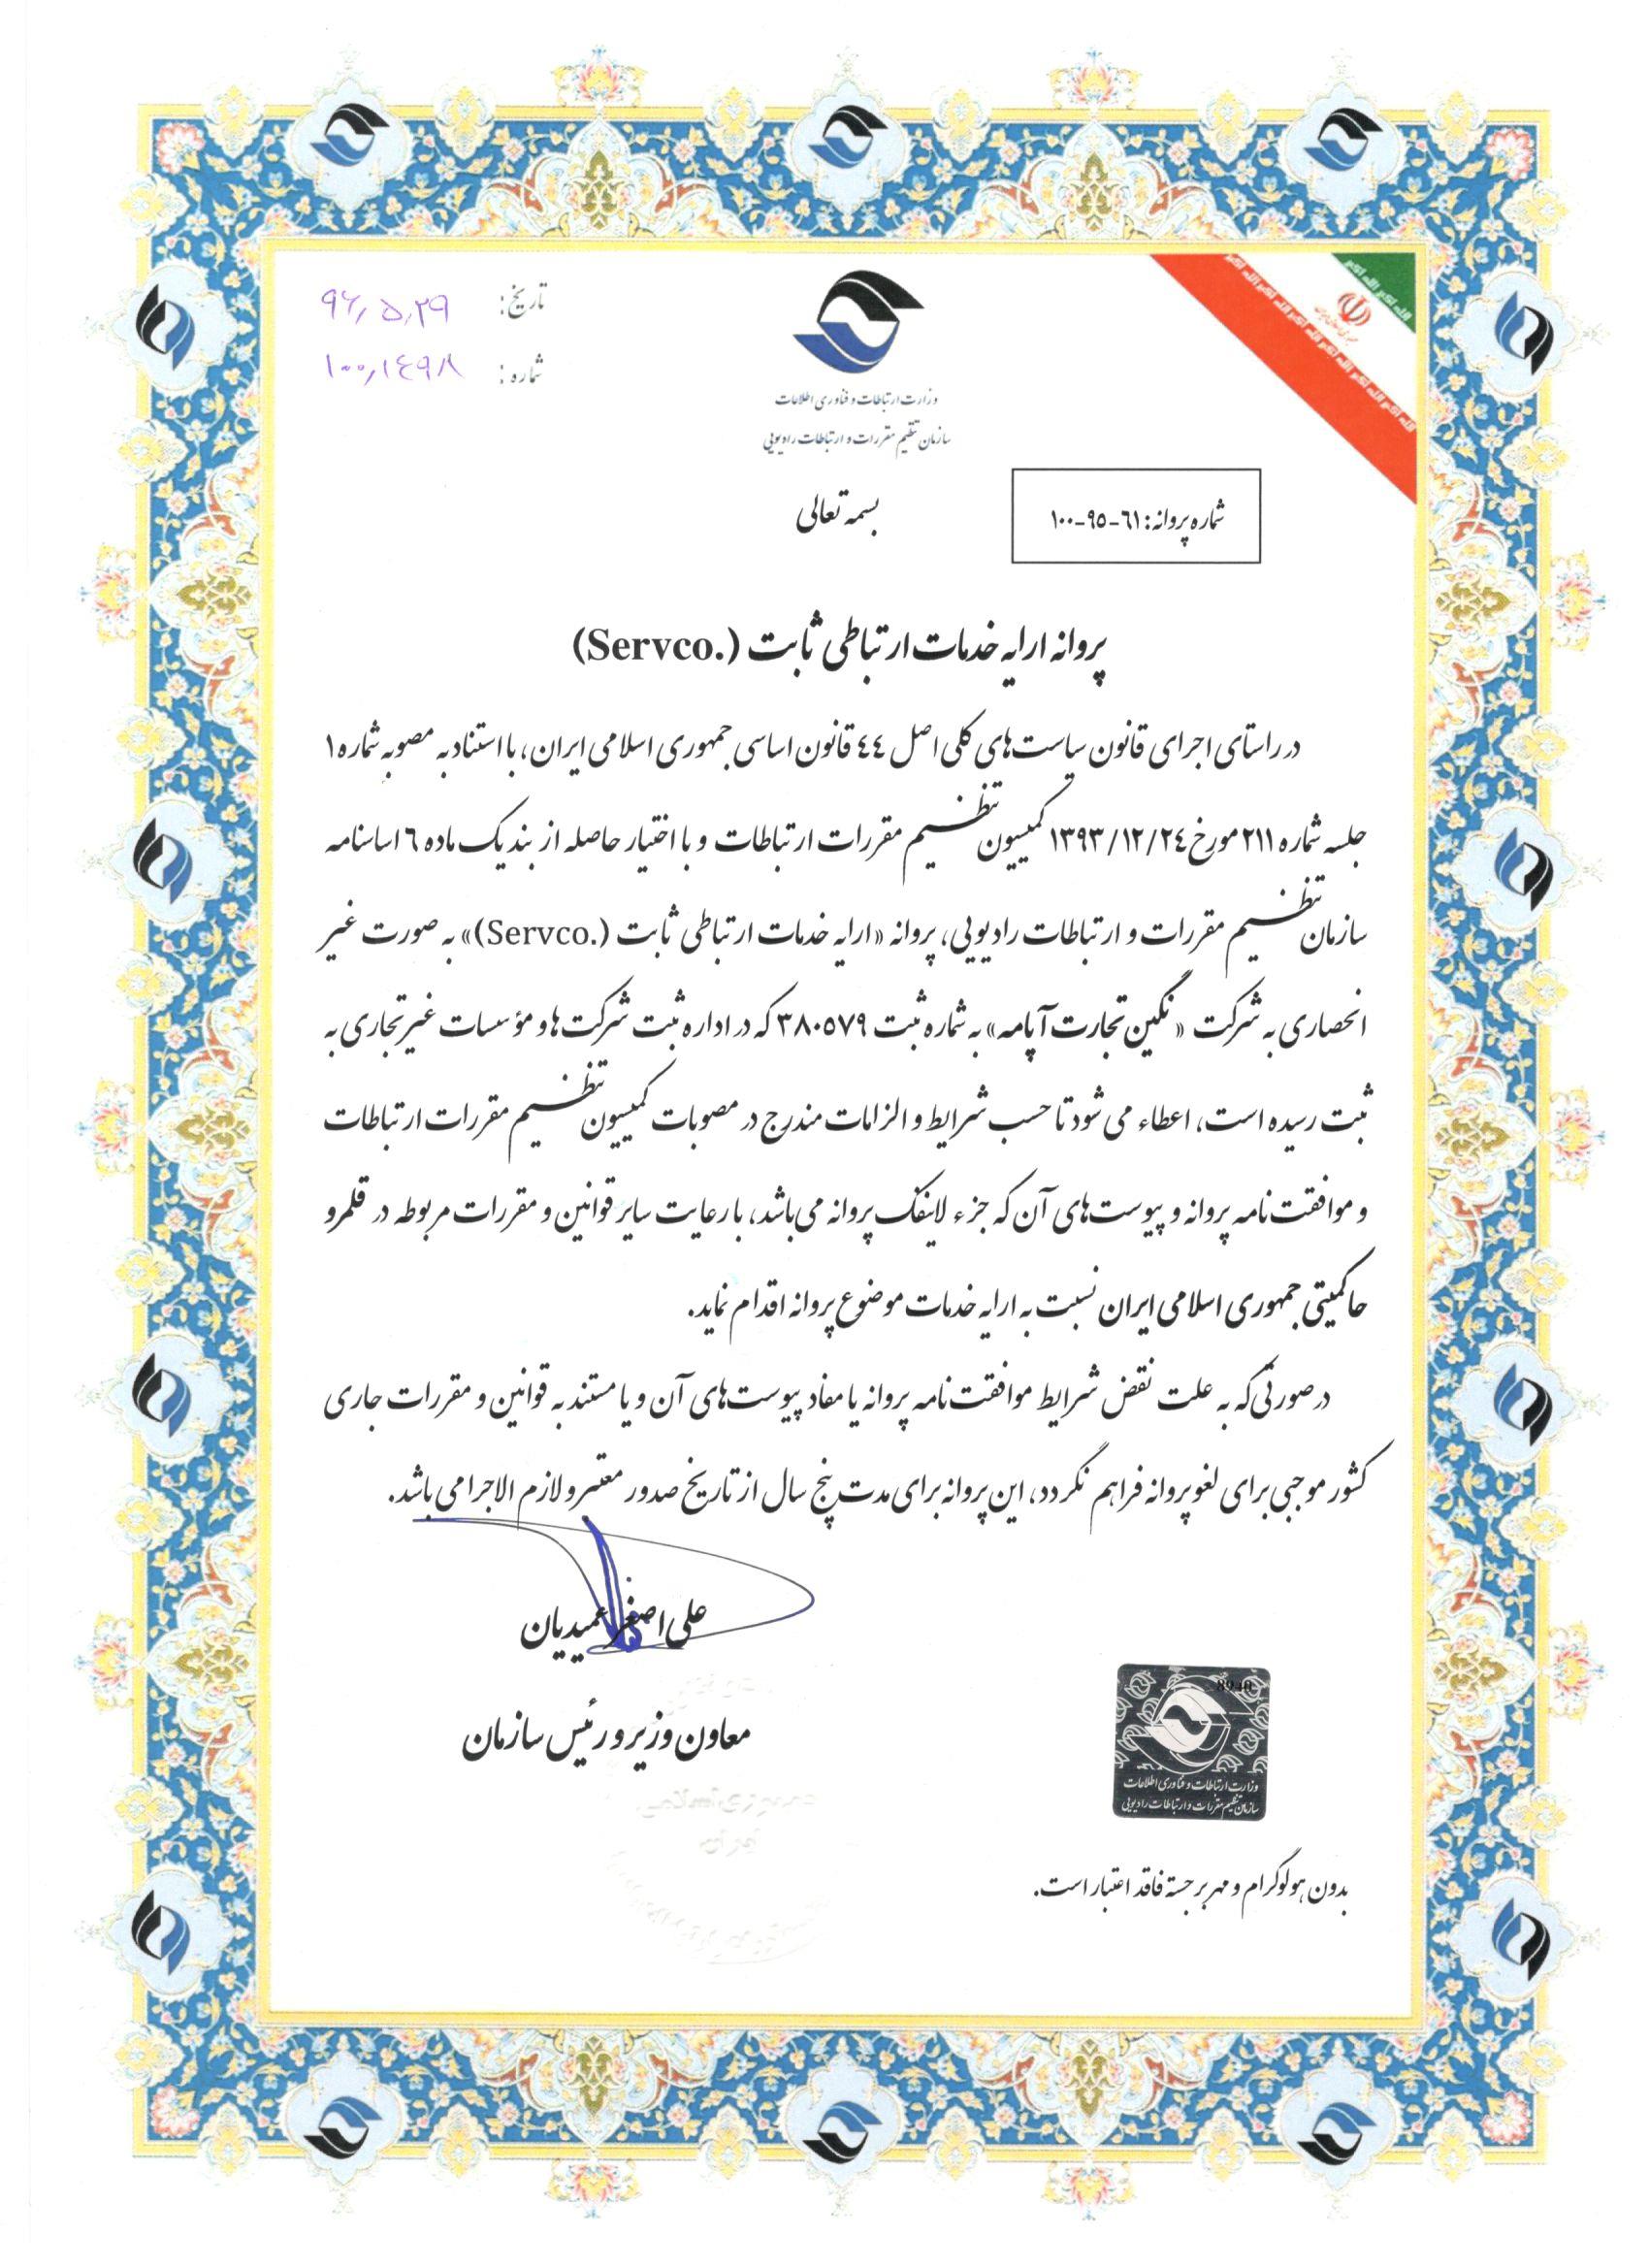 تاریخ: ۹۶٫۵٫۲۹
شماره: ۱۰۰٫۱۴۹۸
وزارت ارتباطات و فناوری اطلاعات
سازمان تنظیم مقررات و ارتباطات رادیویی
شماره پروانه: ۶۱-۹۵-۱۰۰
بسمه تعالی
پروانه ارایه خدمات ارتباطی ثابت (Servco.)
در راستای اجرای قانون سیاست‌های کلی اصل ٤٤ قانون اساسی جمهوری اسلامی ایران، با استناد به مصوبه شماره ۱
جلسه شماره ۲۱۱ مورخ ۱۳۹۳/۱۲/۲٤ کمیسیون تنظیم مقررات ارتباطات و با اختیار حاصله از بند یک ماده ٦ اساسنامه
سازمان تنظیم مقررات و ارتباطات رادیویی، پروانه «ارایه خدمات ارتباطی ثابت (Servco.)» به صورت غیر
انحصاری به شرکت «نگین تجارت آپامه» به شماره ثبت ۳۸۰۵۷۹ که در اداره ثبت شرکت‌ها و مؤسسات غیرتجاری به
ثبت رسیده است، اعطاء می شود تا حسب شرایط و الزامات مندرج در مصوبات کمیسیون تنظیم مقررات ارتباطات
و موافقت‌نامه پروانه و پیوست‌های آن که جزء لاینفک پروانه می‌باشد، با رعایت سایر قوانین و مقررات مربوطه در قلمرو
حاکمیتی جمهوری اسلامی ایران نسبت به ارایه خدمات موضوع پروانه اقدام نماید.
در صورتی که به علت نقض شرایط موافقت‌نامه پروانه یا مفاد پیوست‌های آن و یا مستند به قوانین و مقررات جاری
کشور موجبی برای لغو پروانه فراهم نگردد، این پروانه برای مدت پنج سال از تاریخ صدور معتبر و لازم الاجرا می باشد.
علی اصغر عمیدیان
معاون وزیر و رئیس سازمان
8940
وزارت ارتباطات و فناوری اطلاعات
سازمان تنظیم مقررات و ارتباطات رادیویی
بدون هولوگرام و مهر برجسته فاقد اعتبار است.